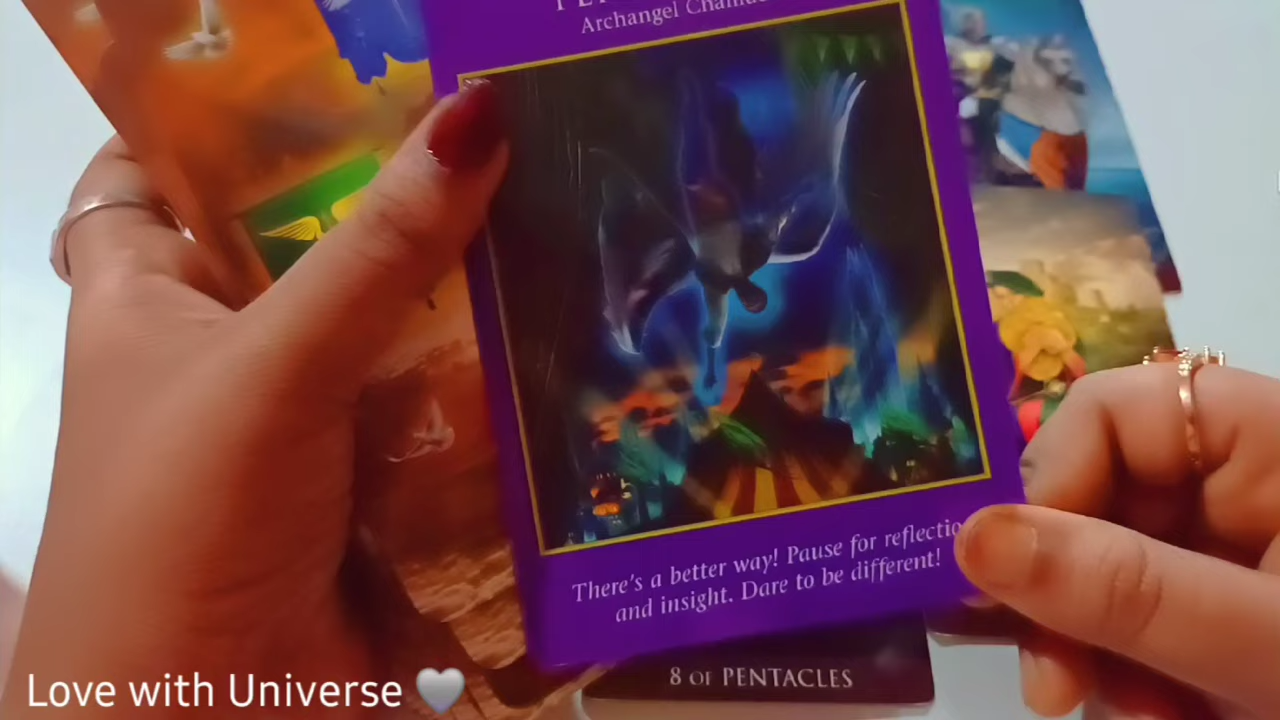 Archangel
There's a better way! Pause for reflectio
and insight. Dare to be different!
8 OF PENTACLES
Love with Universe 🤍